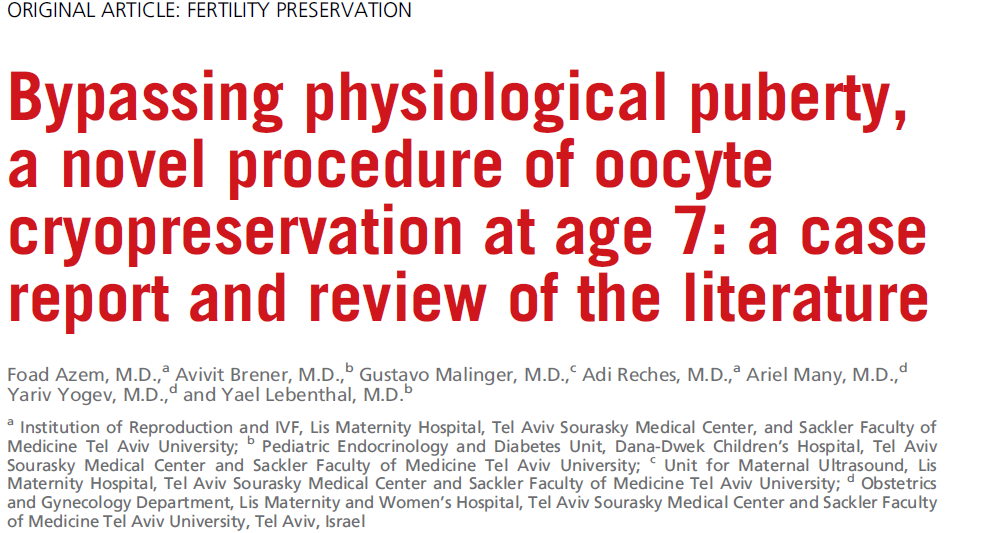 ORIGINAL ARTICLE: FERTILITY PRESERVATION
Bypassing physiological puberty,
a novel procedure of oocyte
cryopreservation at age 7: a case
report and review of the literature
Foad Azem, M.D.,ᵃ Avivit Brener, M.D.,ᵇ Gustavo Malinger, M.D.,ᶜ Adi Reches, M.D.,ᵃ Ariel Many, M.D.,ᵈ
Yariv Yogev, M.D.,ᵈ and Yael Lebenthal, M.D.ᵇ
ᵃ Institution of Reproduction and IVF, Lis Maternity Hospital, Tel Aviv Sourasky Medical Center, and Sackler Faculty of
Medicine Tel Aviv University; ᵇ Pediatric Endocrinology and Diabetes Unit, Dana-Dwek Children's Hospital, Tel Aviv
Sourasky Medical Center and Sackler Faculty of Medicine Tel Aviv University; ᶜ Unit for Maternal Ultrasound, Lis
Maternity Hospital, Tel Aviv Sourasky Medical Center and Sackler Faculty of Medicine Tel Aviv University; ᵈ Obstetrics
and Gynecology Department, Lis Maternity and Women's Hospital, Tel Aviv Sourasky Medical Center and Sackler Faculty
of Medicine Tel Aviv University, Tel Aviv, Israel